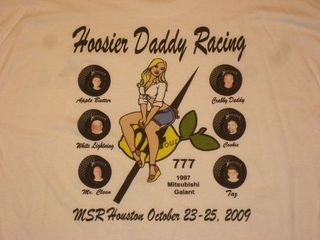 Hoosier Daddy Racing
Apple Butter
Crabby Daddy
White Lightning
Cookie
Mr. Clean
Taz
777
1997
Mitsubishi
Galant
MSR Houston October 23-25, 2009